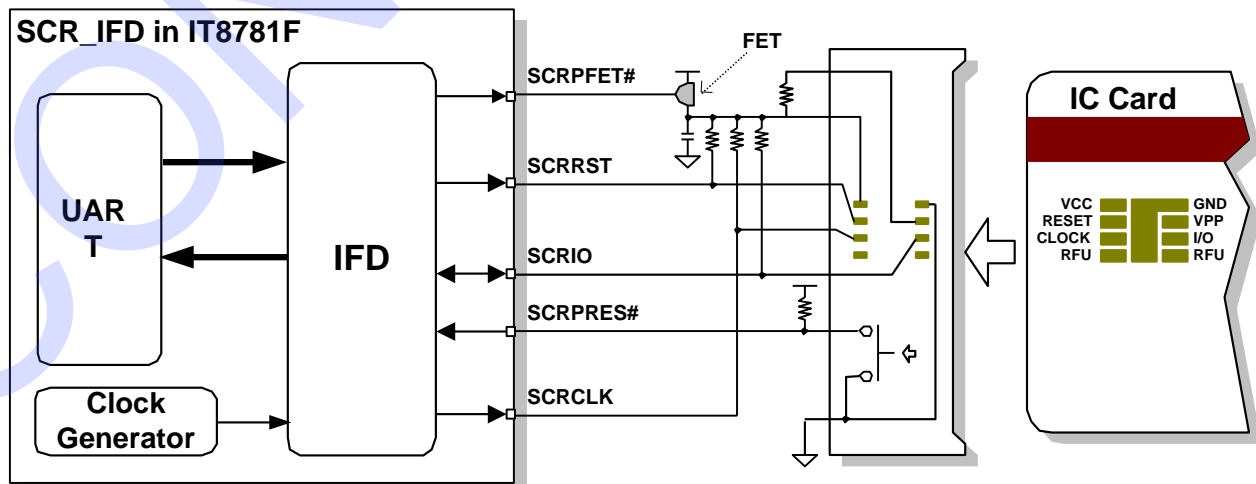 SCR_IFD in IT8781F
UAR
T
IFD
Clock
Generator
SCRPFET#
SCRRST
SCRIO
SCRPRES#
SCRCLK
FET
IC Card
VCC
RESET
CLOCK
RFU
GND
VPP
I/O
RFU